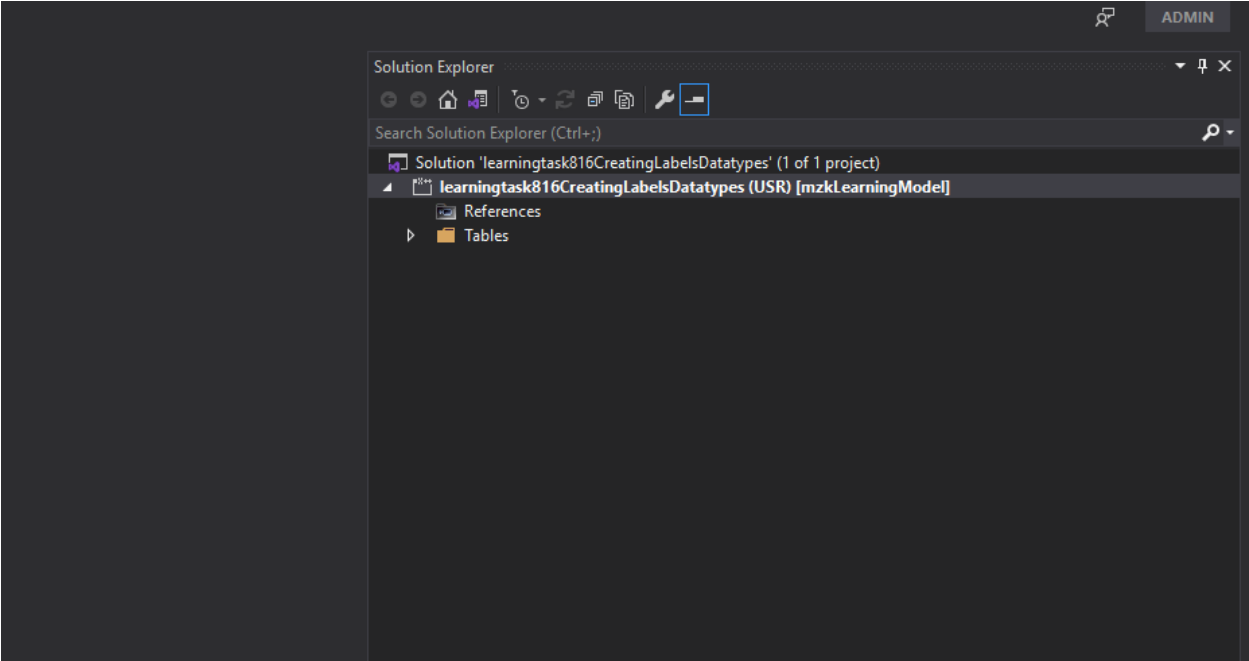 ADMIN
Solution Explorer
Search Solution Explorer (Ctrl+;)
Solution 'learningtask816CreatingLabelsDatatypes' (1 of 1 project)
learningtask816CreatingLabelsDatatypes (USR) [mzkLearningModel]
References
Tables